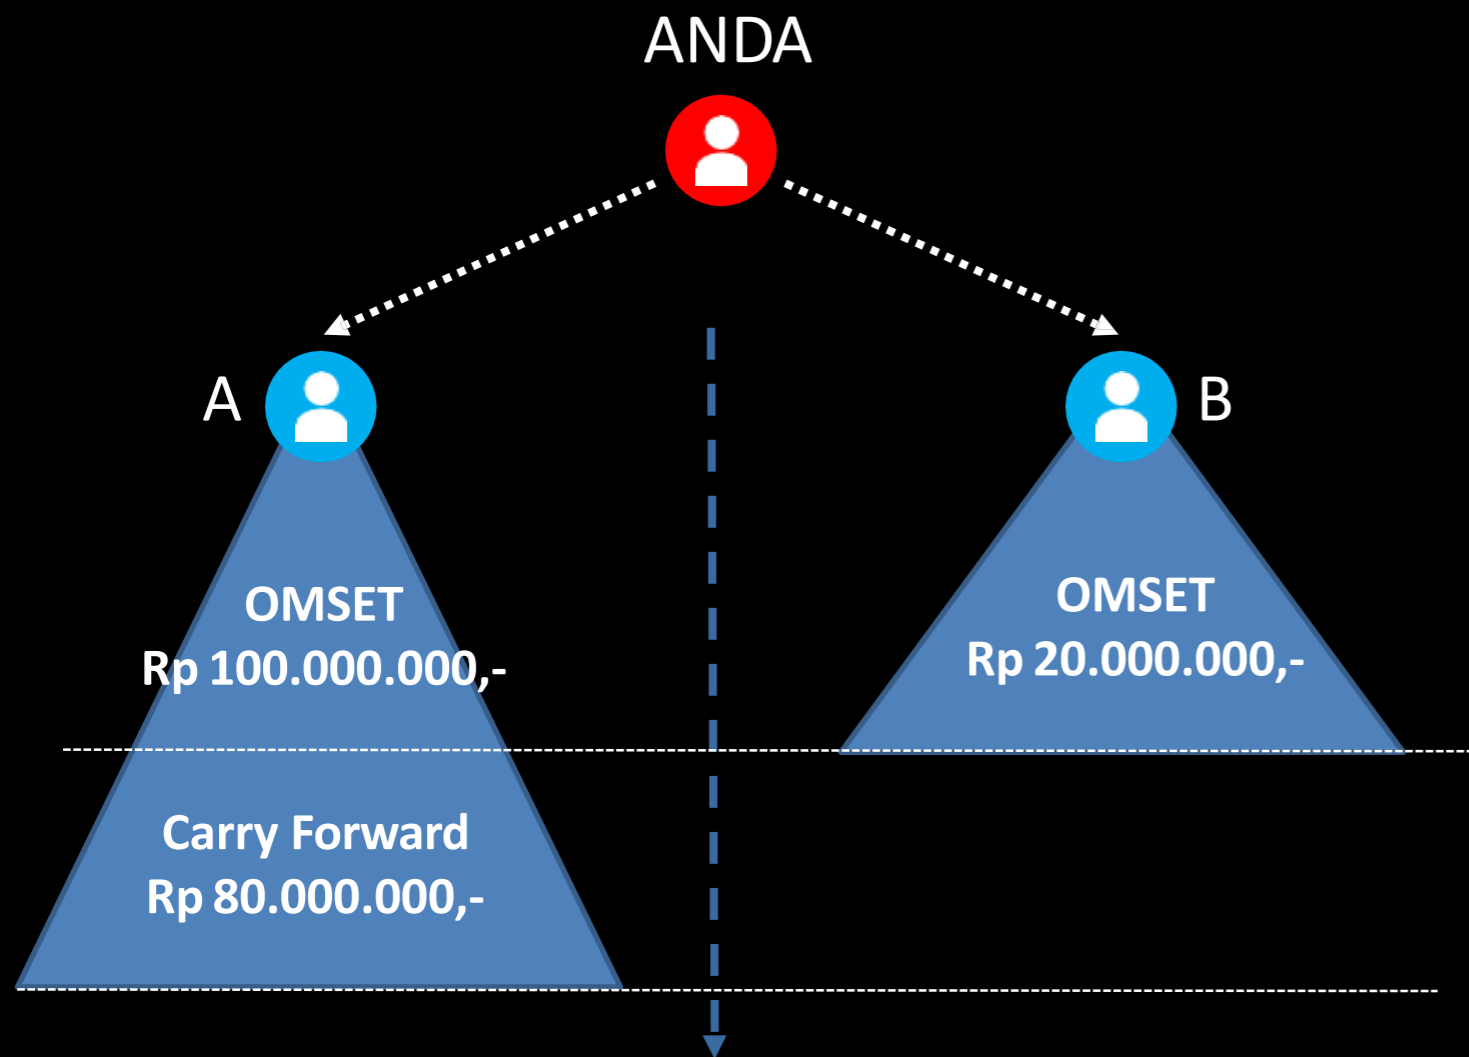 ANDA
A
B
OMSET
Rp 100.000.000,-
OMSET
Rp 20.000.000,-
Carry Forward
Rp 80.000.000,-